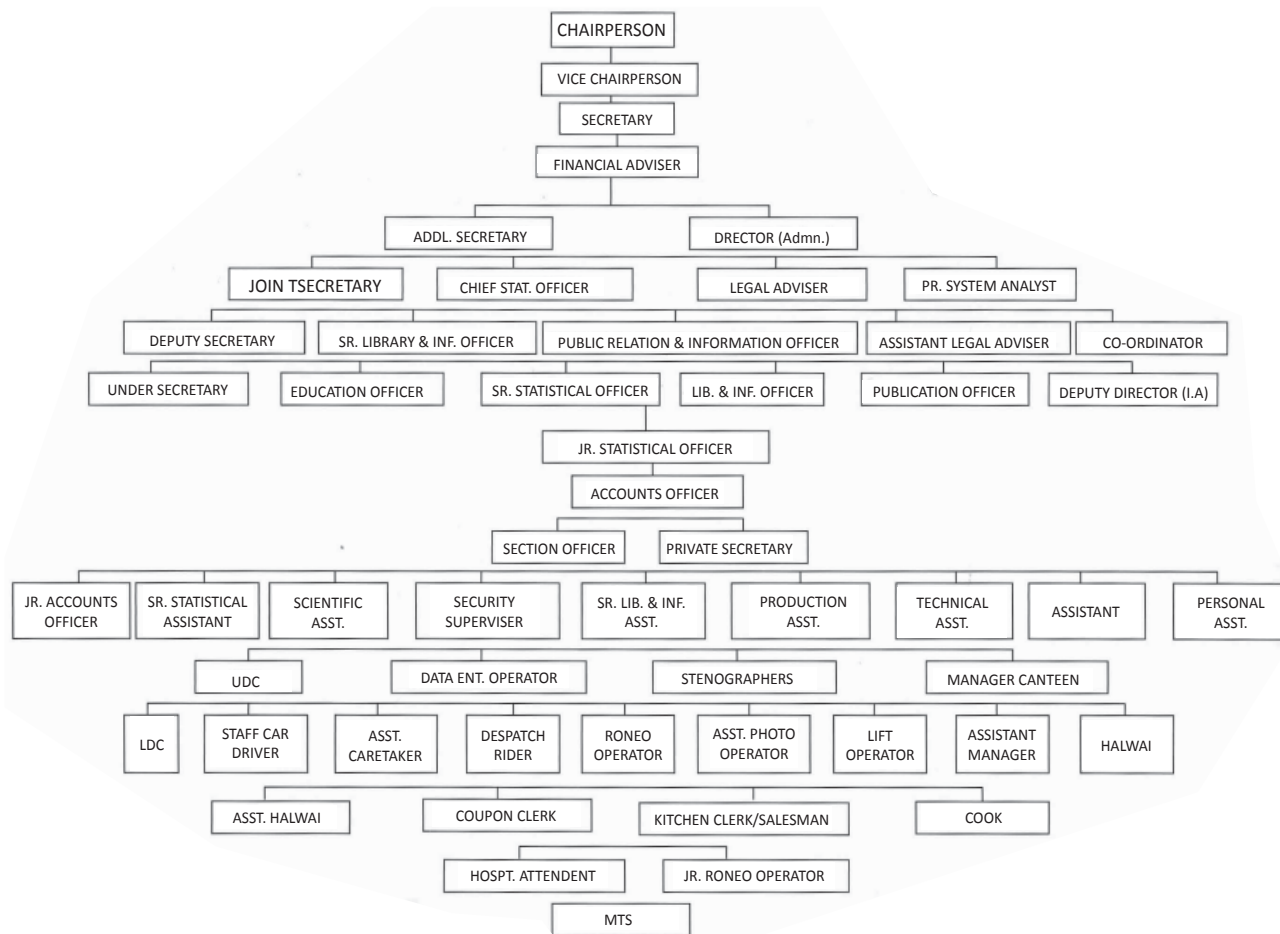 CHAIRPERSON
VICE CHAIRPERSON
SECRETARY
FINANCIAL ADVISER
ADDL. SECRETARY
DRECTOR (Admn.)
JOIN TSECRETARY
CHIEF STAT. OFFICER
LEGAL ADVISER
PR. SYSTEM ANALYST
DEPUTY SECRETARY
SR. LIBRARY & INF. OFFICER
PUBLIC RELATION & INFORMATION OFFICER
ASSISTANT LEGAL ADVISER
CO-ORDINATOR
UNDER SECRETARY
EDUCATION OFFICER
SR. STATISTICAL OFFICER
LIB. & INF. OFFICER
PUBLICATION OFFICER
DEPUTY DIRECTOR (I.A)
JR. STATISTICAL OFFICER
ACCOUNTS OFFICER
SECTION OFFICER
PRIVATE SECRETARY
JR. ACCOUNTS
OFFICER
SR. STATISTICAL
ASSISTANT
SCIENTIFIC
ASST.
SECURITY
SUPERVISER
SR. LIB. & INF.
ASST.
PRODUCTION
ASST.
TECHNICAL
ASST.
ASSISTANT
PERSONAL
ASST.
UDC
DATA ENT. OPERATOR
STENOGRAPHERS
MANAGER CANTEEN
LDC
STAFF CAR
DRIVER
ASST.
CARETAKER
DESPATCH
RIDER
RONEO
OPERATOR
ASST. PHOTO
OPERATOR
LIFT
OPERATOR
ASSISTANT
MANAGER
HALWAI
ASST. HALWAI
COUPON CLERK
KITCHEN CLERK/SALESMAN
COOK
HOSPT. ATTENDENT
JR. RONEO OPERATOR
MTS